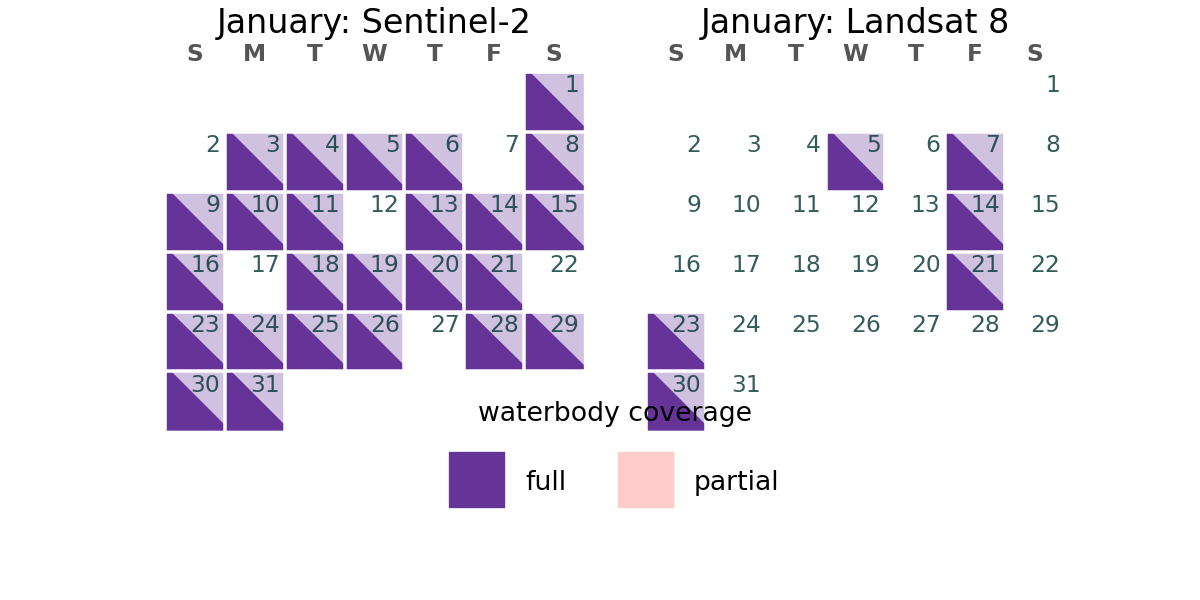 January: Sentinel-2
S M T W T F S
1
2 3 4 5 6 7 8
9 10 11 12 13 14 15
16 17 18 19 20 21 22
23 24 25 26 27 28 29
30 31
January: Landsat 8
S M T W T F S
1
2 3 4 5 6 7 8
9 10 11 12 13 14 15
16 17 18 19 20 21 22
23 24 25 26 27 28 29
30 31
waterbody coverage
full partial